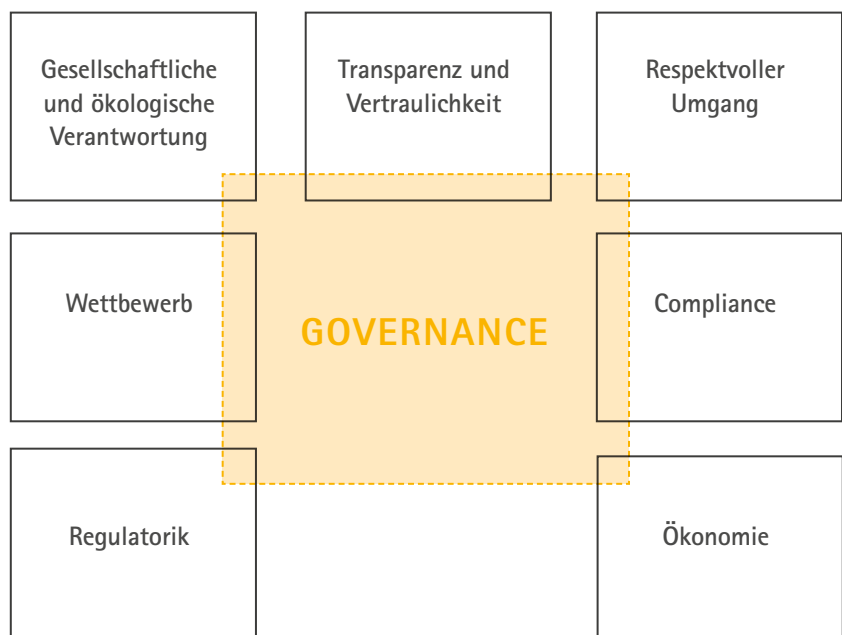 Gesellschaftliche
und ökologische
Verantwortung
Transparenz und
Vertraulichkeit
Respektvoller
Umgang
Wettbewerb
GOVERNANCE
Compliance
Regulatorik
Ökonomie